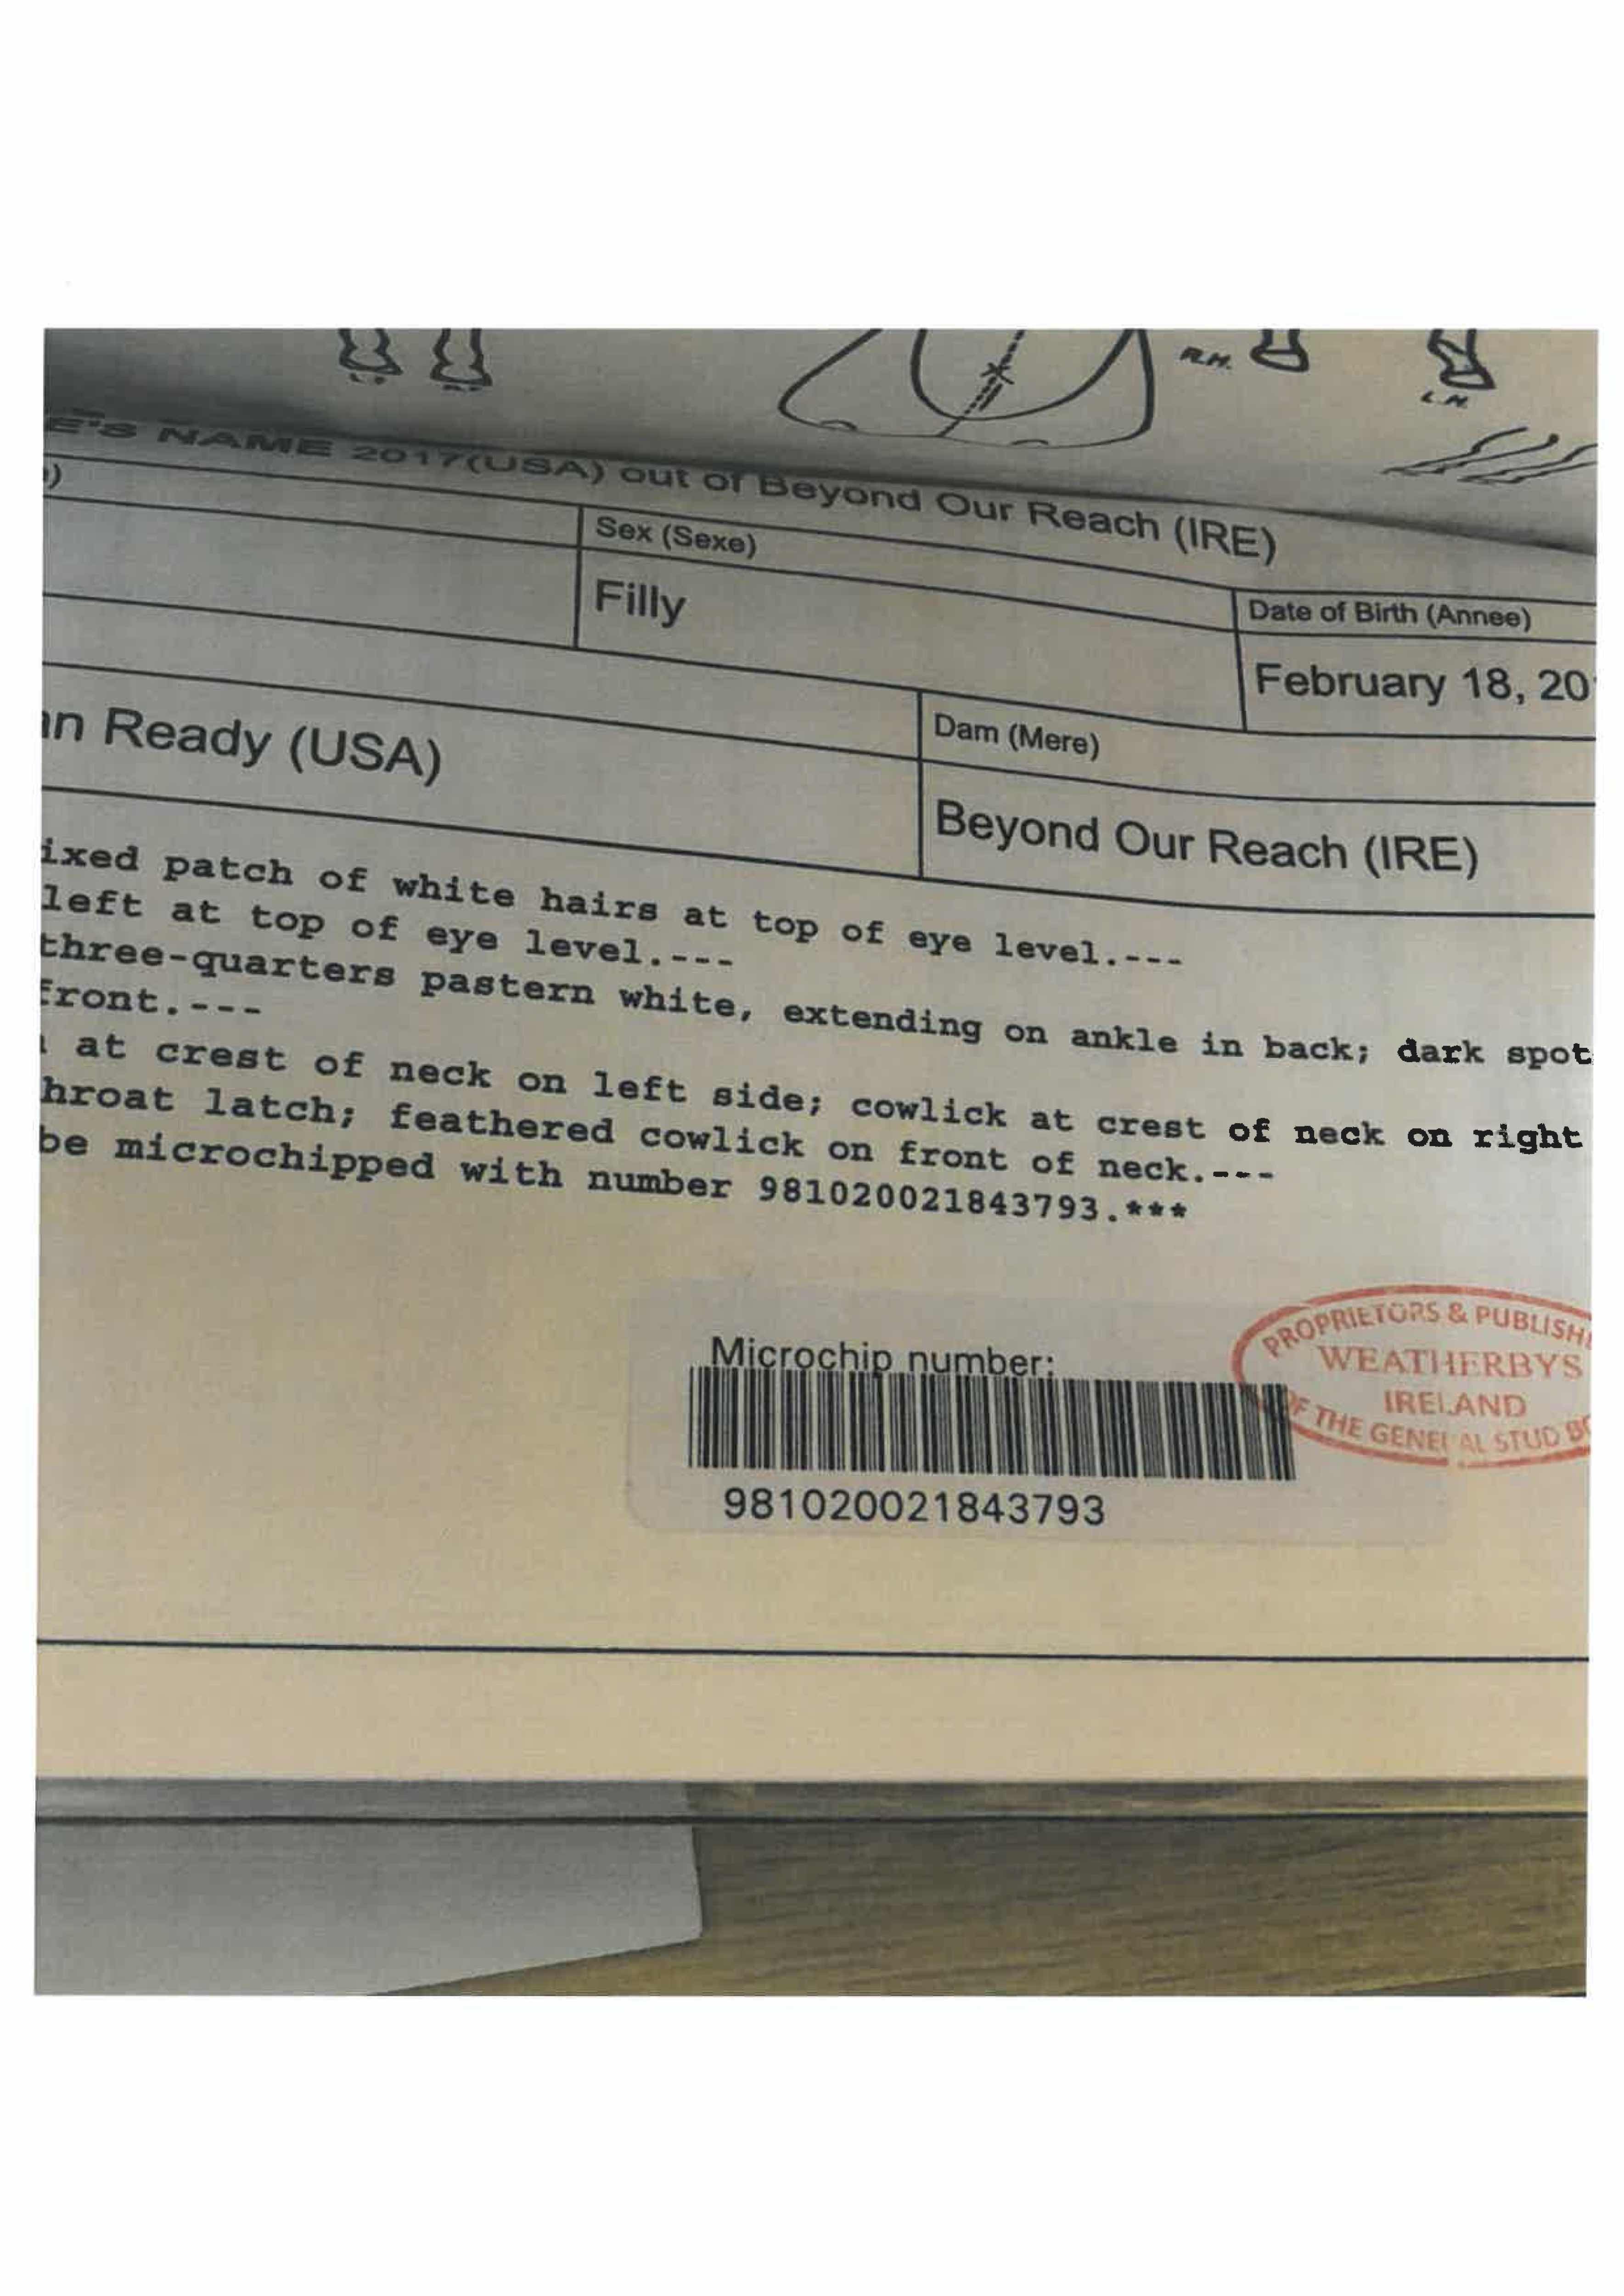 R.H.
L.H.
E'S NAME 2017(USA) out of Beyond Our Reach (IRE)
)
Sex (Sexe)
Date of Birth (Annee)
Filly
February 18, 20
an Ready (USA)
Dam (Mere)
Beyond Our Reach (IRE)
ixed patch of white hairs at top of eye level.---
left at top of eye level.---
three-quarters pastern white, extending on ankle in back; dark spot
front.---
at crest of neck on left side; cowlick at crest of neck on right
hroat latch; feathered cowlick on front of neck.---
be microchipped with number 981020021843793.***
Microchip number:
981020021843793
PROPRIETORS & PUBLISH
WEATHERBYS
IRELAND
OF THE GENERAL STUD BO